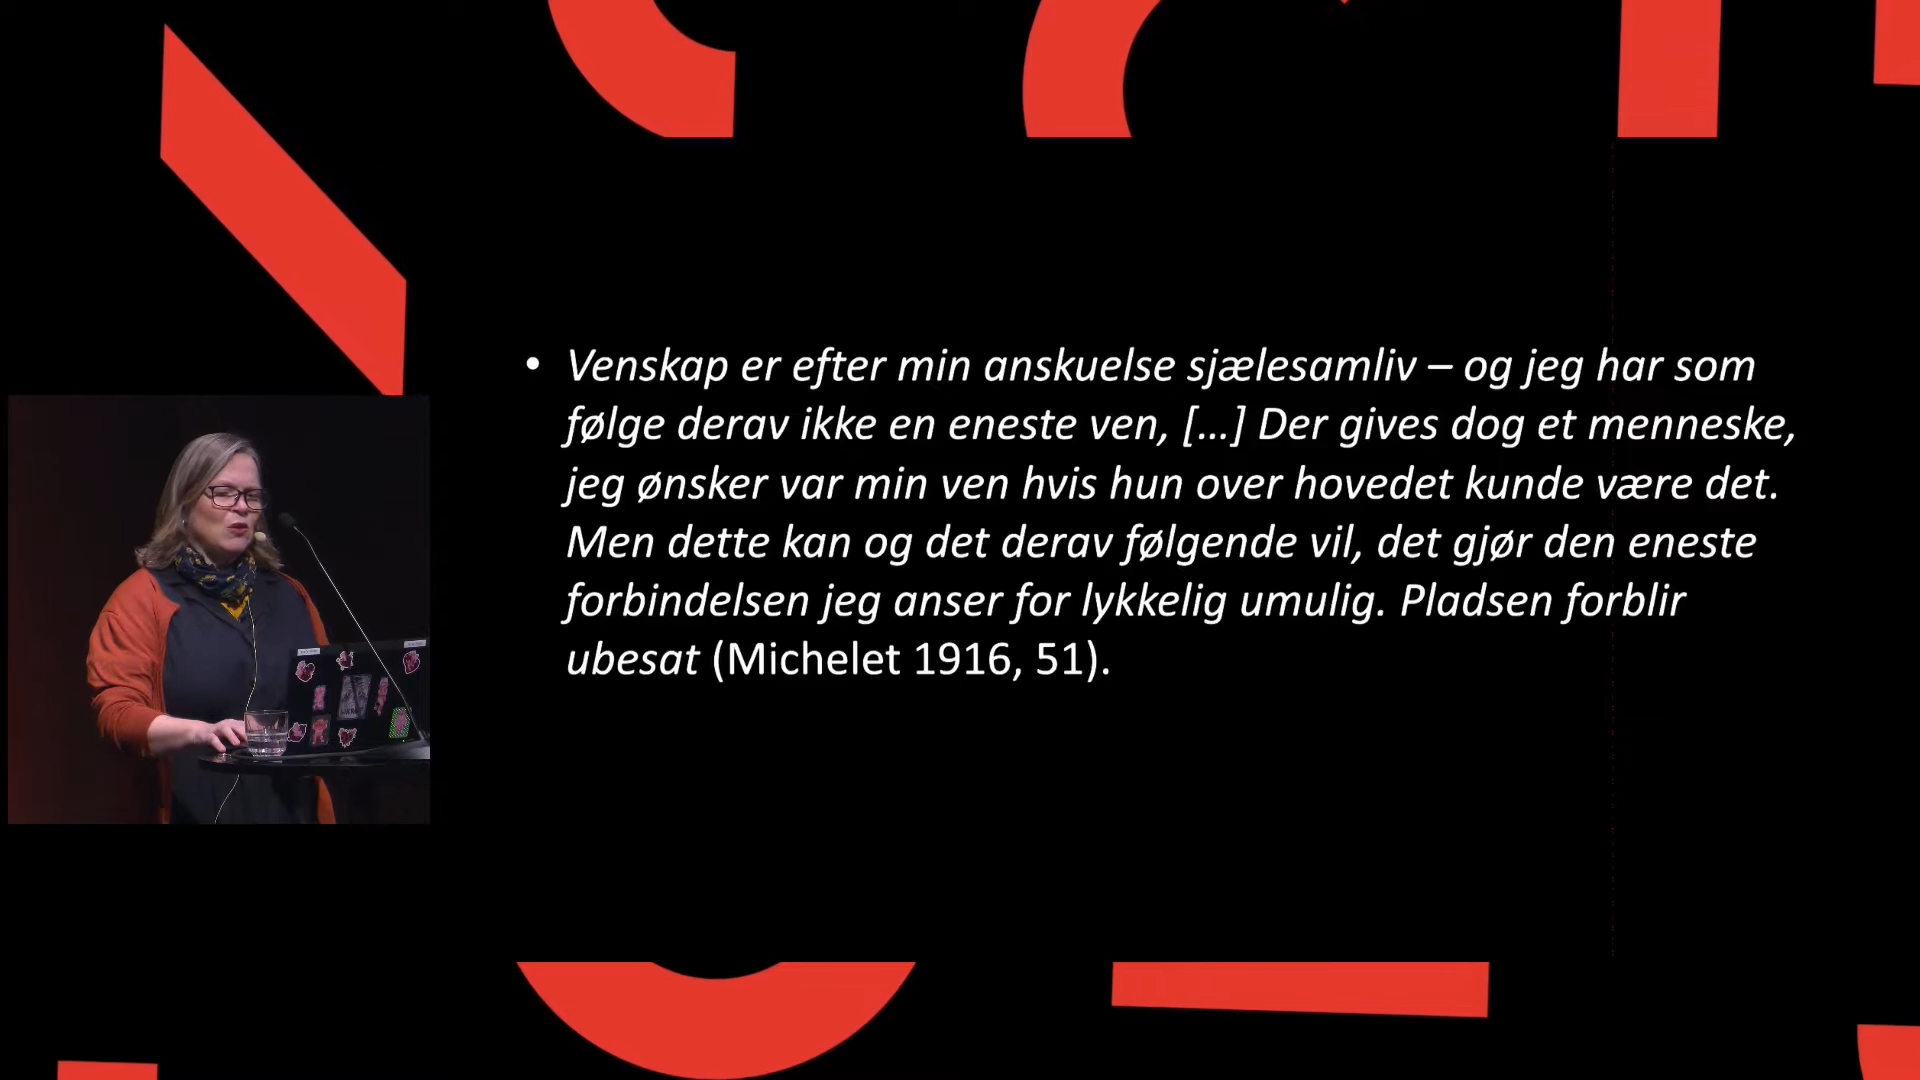 • Venskap er efter min anskuelse sjælesamliv – og jeg har som
følge derav ikke en eneste ven, [...] Der gives dog et menneske,
jeg ønsker var min ven hvis hun over hovedet kunde være det.
Men dette kan og det derav følgende vil, det gjør den eneste
forbindelsen jeg anser for lykkelig umulig. Pladsen forblir
ubesat (Michelet 1916, 51).